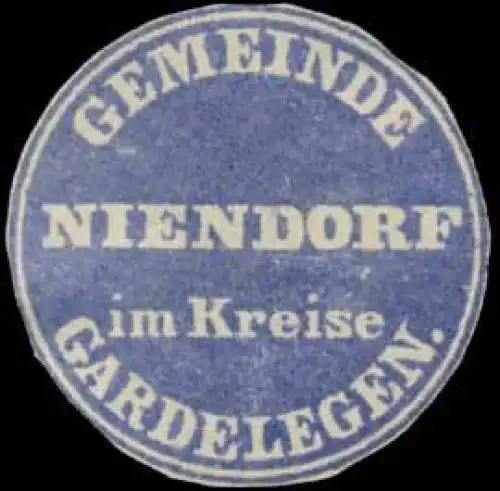 GEMEINDE
NIENDORF
im Kreise
GARDELEGEN.